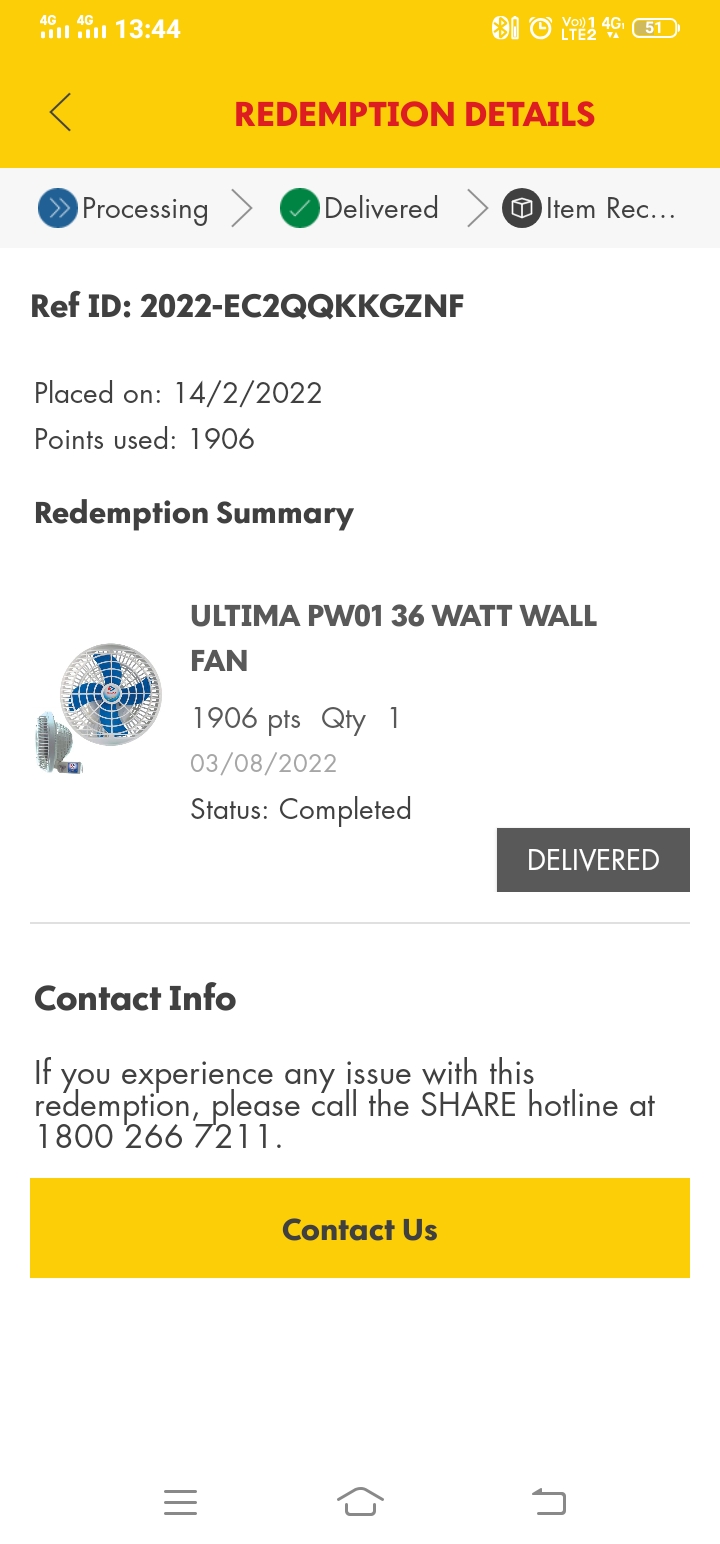 4G 4G 13:44 Vo)) 1 LTE2 4G 51
REDEMPTION DETAILS
Processing Delivered Item Rec...
Ref ID: 2022-EC2QQKKGZNF
Placed on: 14/2/2022
Points used: 1906
Redemption Summary
ULTIMA PW01 36 WATT WALL
FAN
1906 pts Qty 1
03/08/2022
Status: Completed
DELIVERED
Contact Info
If you experience any issue with this
redemption, please call the SHARE hotline at
1800 266 7211.
Contact Us